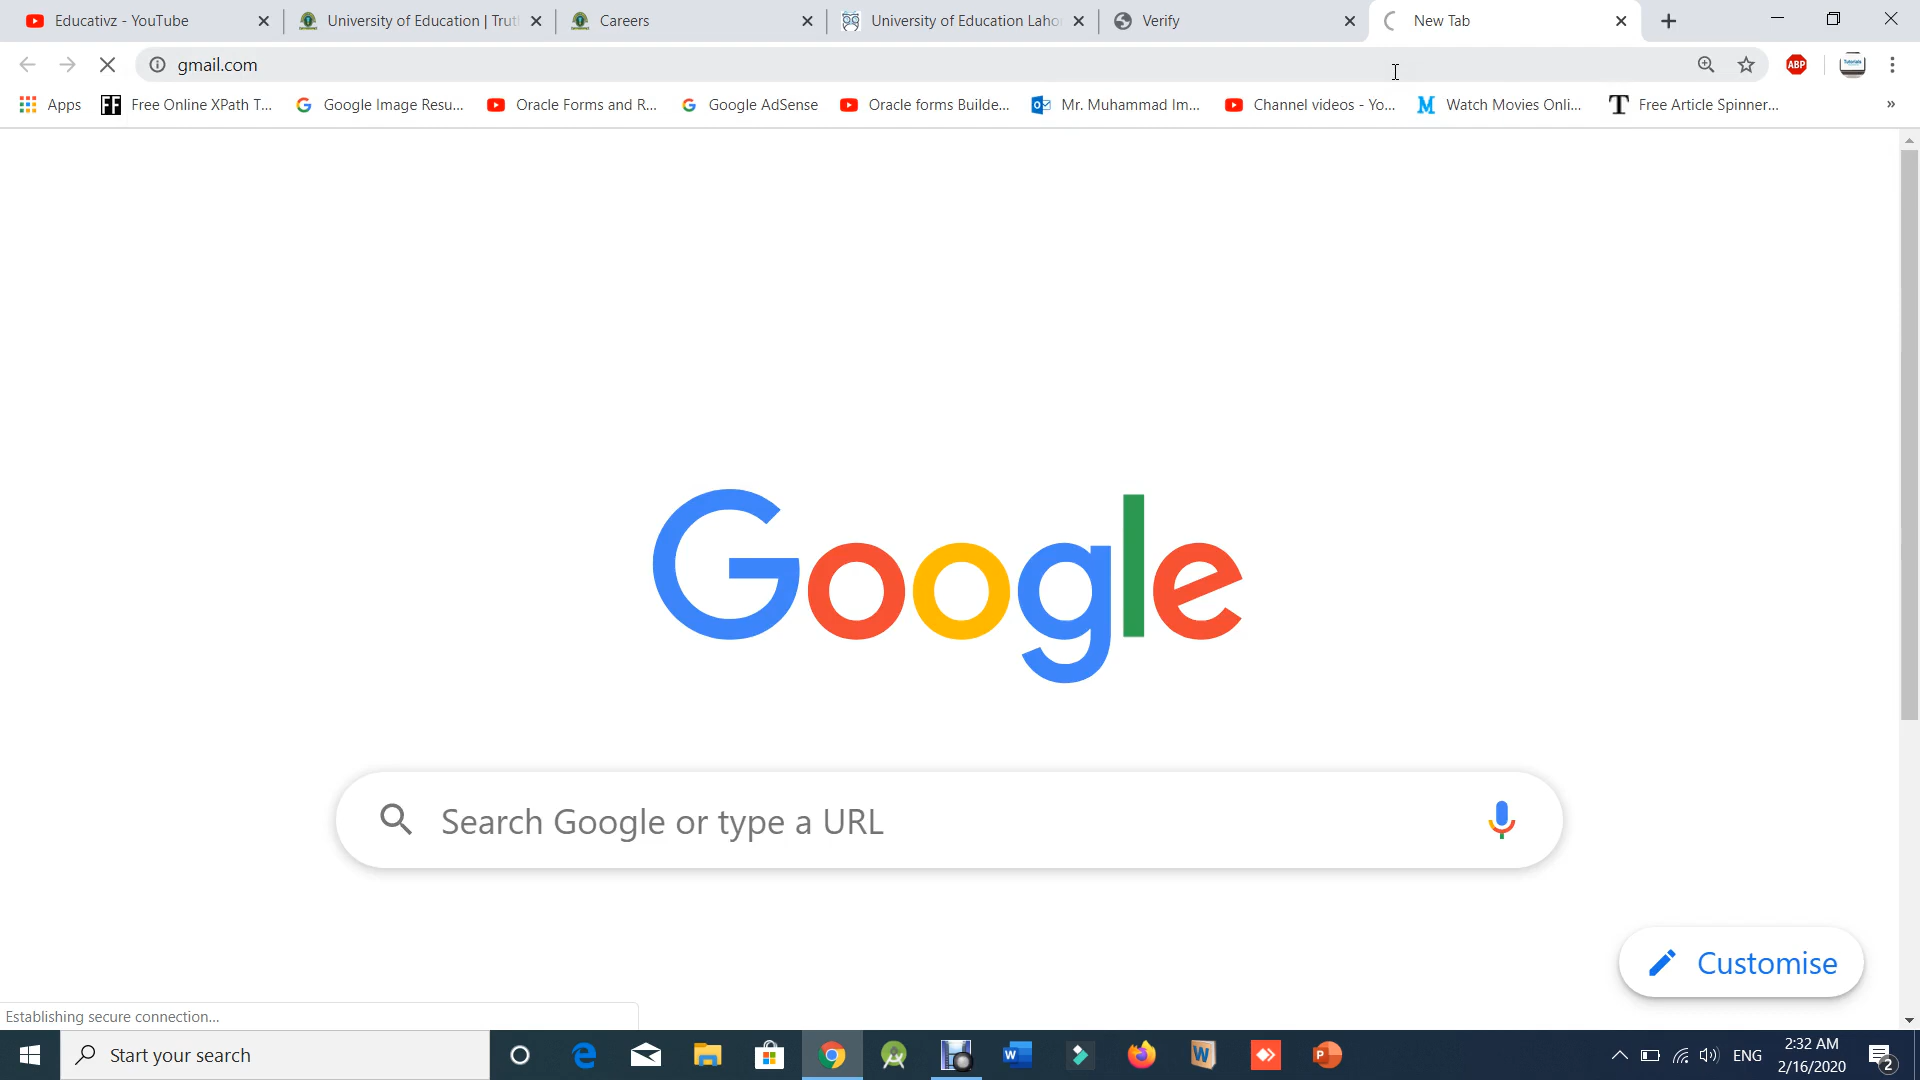 Educativz - YouTube
University of Education | Trut
Careers
University of Education Laho
Verify
New Tab
gmail.com
ABP
Apps
FF
Free Online XPath T...
Google Image Resu...
Oracle Forms and R...
Google AdSense
Oracle forms Builde...
Mr. Muhammad Im...
Channel videos - Yo...
M
Watch Movies Onli...
T
Free Article Spinner...
»
Google
Search Google or type a URL
Customise
Establishing secure connection...
Start your search
ENG
2:32 AM
2/16/2020
2